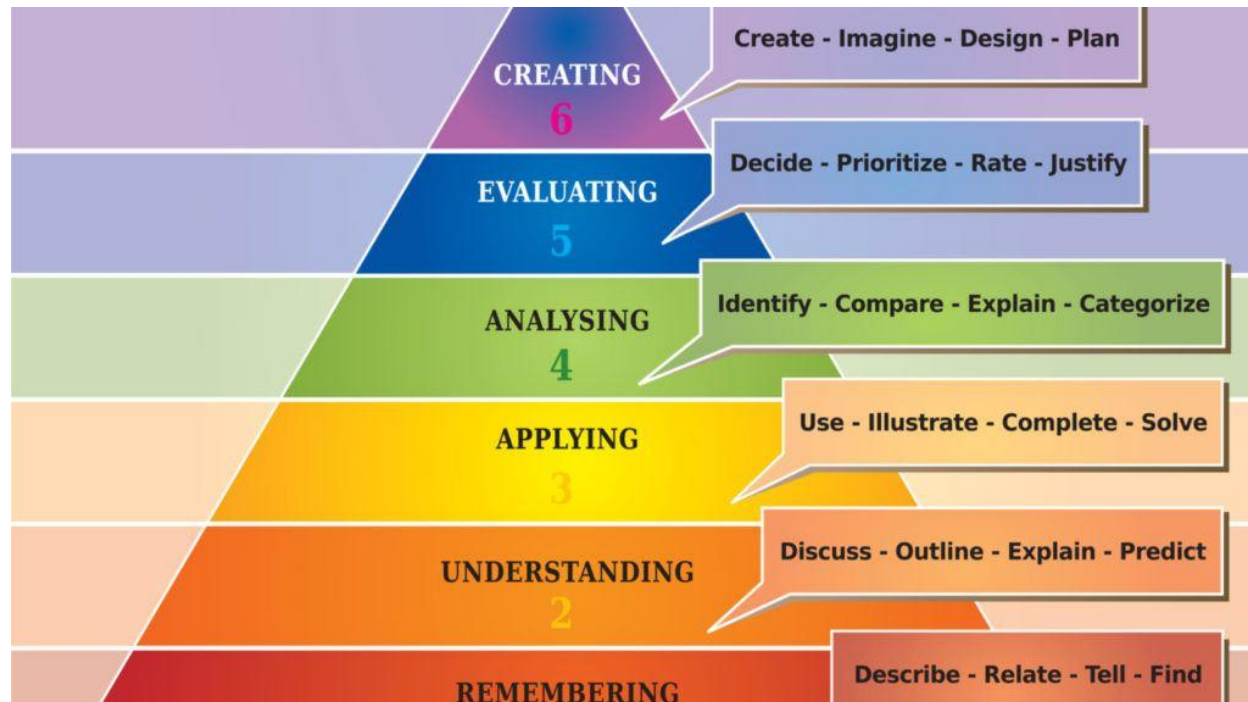 Create - Imagine - Design - Plan
CREATING
6
Decide - Prioritize - Rate - Justify
EVALUATING
5
Identify - Compare - Explain - Categorize
ANALYSING
4
Use - Illustrate - Complete - Solve
APPLYING
3
Discuss - Outline - Explain - Predict
UNDERSTANDING
2
Describe - Relate - Tell - Find
REMEMBERING